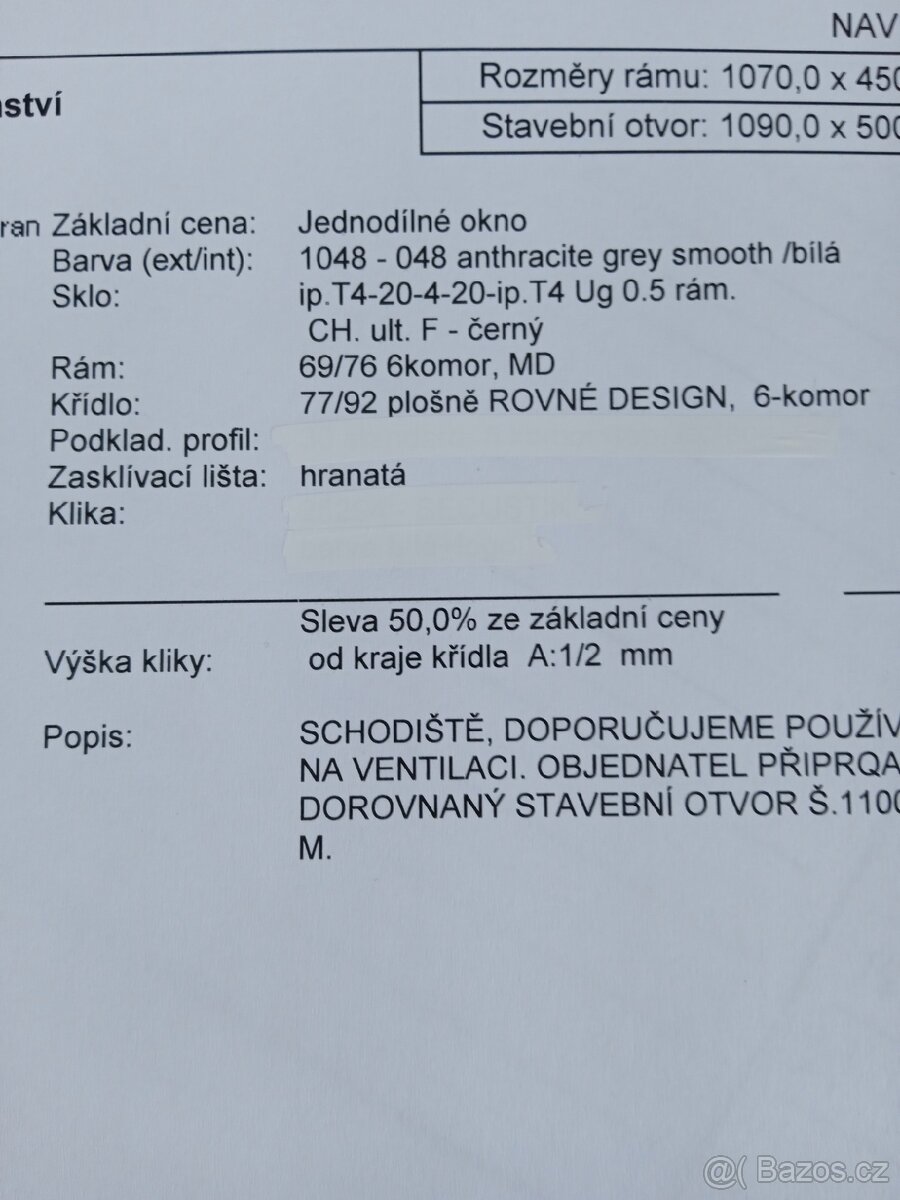 NAV
Rozměry rámu: 1070,0 x 450
ství
Stavební otvor: 1090,0 x 500
ran Základní cena: Jednodílné okno
Barva (ext/int): 1048 - 048 anthracite grey smooth /bílá
Sklo: ip.T4-20-4-20-ip.T4 Ug 0.5 rám.
CH. ult. F - černý
Rám: 69/76 6komor, MD
Křídlo: 77/92 plošně ROVNÉ DESIGN, 6-komor
Podklad. profil:
Zasklívací lišta: hranatá
Klika:
Sleva 50,0% ze základní ceny
Výška kliky: od kraje křídla A:1/2 mm
Popis: SCHODIŠTĚ, DOPORUČUJEME POUŽÍV
NA VENTILACI. OBJEDNATEL PŘIPRQA
DOROVNANÝ STAVEBNÍ OTVOR Š.1100
M.
@( Bazos.cz